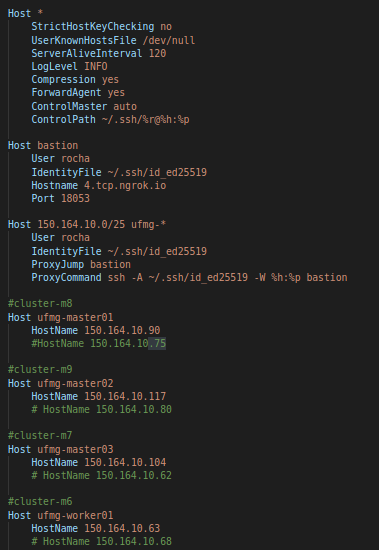 Host *
    StrictHostKeyChecking no
    UserKnownHostsFile /dev/null
    ServerAliveInterval 120
    LogLevel INFO
    Compression yes
    ForwardAgent yes
    ControlMaster auto
    ControlPath ~/.ssh/%r@%h:%p

Host bastion
    User rocha
    IdentityFile ~/.ssh/id_ed25519
    Hostname 4.tcp.ngrok.io
    Port 18053

Host 150.164.10.0/25 ufmg-*
    User rocha
    IdentityFile ~/.ssh/id_ed25519
    ProxyJump bastion
    ProxyCommand ssh -A ~/.ssh/id_ed25519 -W %h:%p bastion

#cluster-m8
Host ufmg-master01
    HostName 150.164.10.90
    #HostName 150.164.10.75

#cluster-m9
Host ufmg-master02
    HostName 150.164.10.117
    # HostName 150.164.10.80

#cluster-m7
Host ufmg-master03
    HostName 150.164.10.104
    # HostName 150.164.10.62

#cluster-m6
Host ufmg-worker01
    HostName 150.164.10.63
    # HostName 150.164.10.68